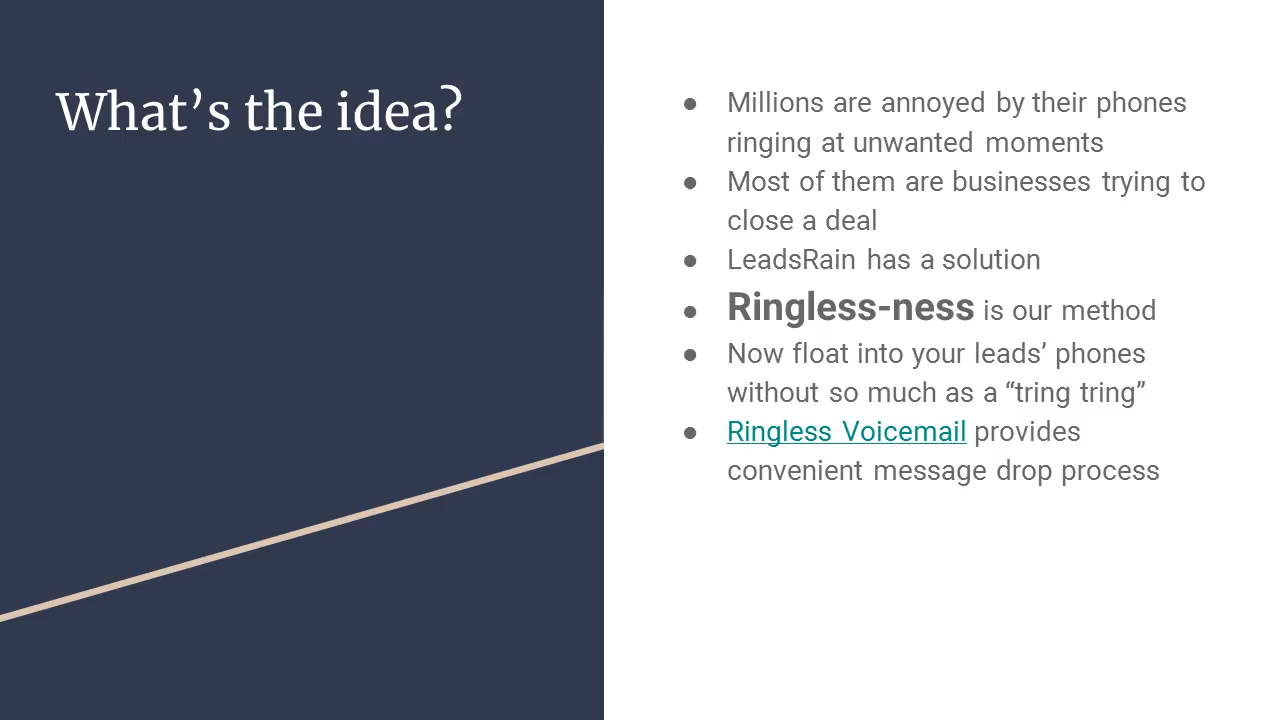 What’s the idea?
● Millions are annoyed by their phones
ringing at unwanted moments
● Most of them are businesses trying to
close a deal
● LeadsRain has a solution
● Ringless-ness is our method
● Now float into your leads’ phones
without so much as a “tring tring”
● Ringless Voicemail provides
convenient message drop process